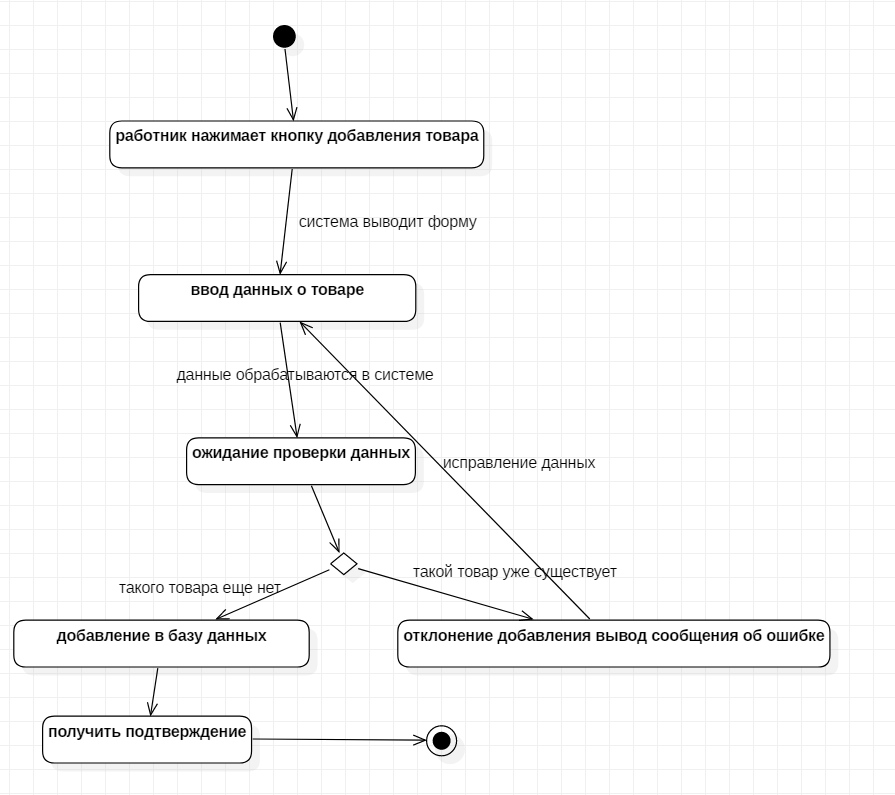 работник нажимает кнопку добавления товара
система выводит форму
ввод данных о товаре
данные обрабатываются в системе
ожидание проверки данных
исправление данных
такой товар уже существует
такого товара еще нет
добавление в базу данных
отклонение добавления вывод сообщения об ошибке
получить подтверждение